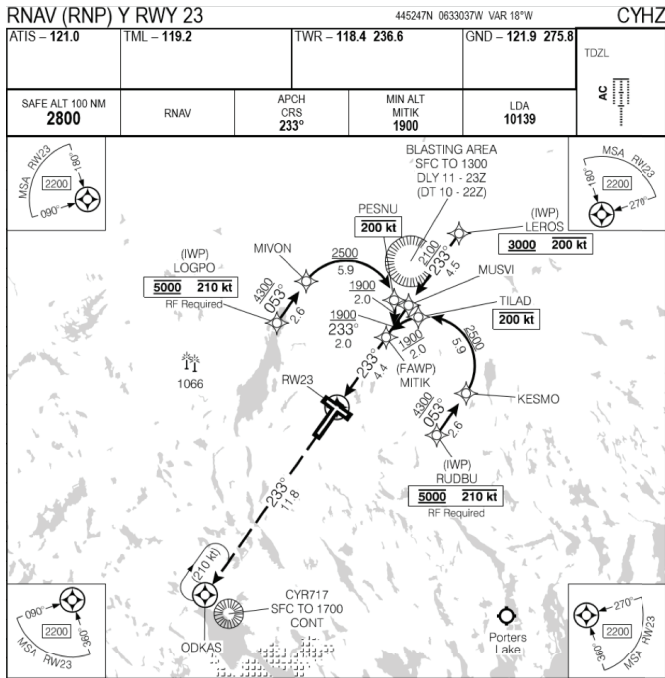 RNAV (RNP) Y RWY 23
445247N 0633037W VAR 18°W
CYHZ
ATIS – 121.0
TML – 119.2
TWR – 118.4 236.6
GND – 121.9 275.8
TDZL
AC
SAFE ALT 100 NM
2800
RNAV
APCH
CRS
233°
MIN ALT
MITIK
1900
LDA
10139
MSA RW23
180°
2200
090°
BLASTING AREA
SFC TO 1300
DLY 11 - 23Z
(DT 10 - 22Z)
MSA RW23
180°
2200
270°
PESNU
200 kt
(IWP)
LEROS
3000 200 kt
2100
233°
4.5
(IWP)
LOGPO
5000 210 kt
RF Required
MIVON
2500
5.9
4300
053°
2.6
MUSVI
1900
2.0
TILAD
200 kt
1900
233°
2.0
1900
2.0
2500
5.9
(FAWP)
MITIK
233°
4.4
1066
RW23
KESMO
4300
053°
2.6
(IWP)
RUDBU
5000 210 kt
RF Required
233°
11.8
(210 kt)
ODKAS
CYR717
SFC TO 1700
CONT
Porters
Lake
090°
2200
360°
MSA RW23
270°
2200
360°
MSA RW23